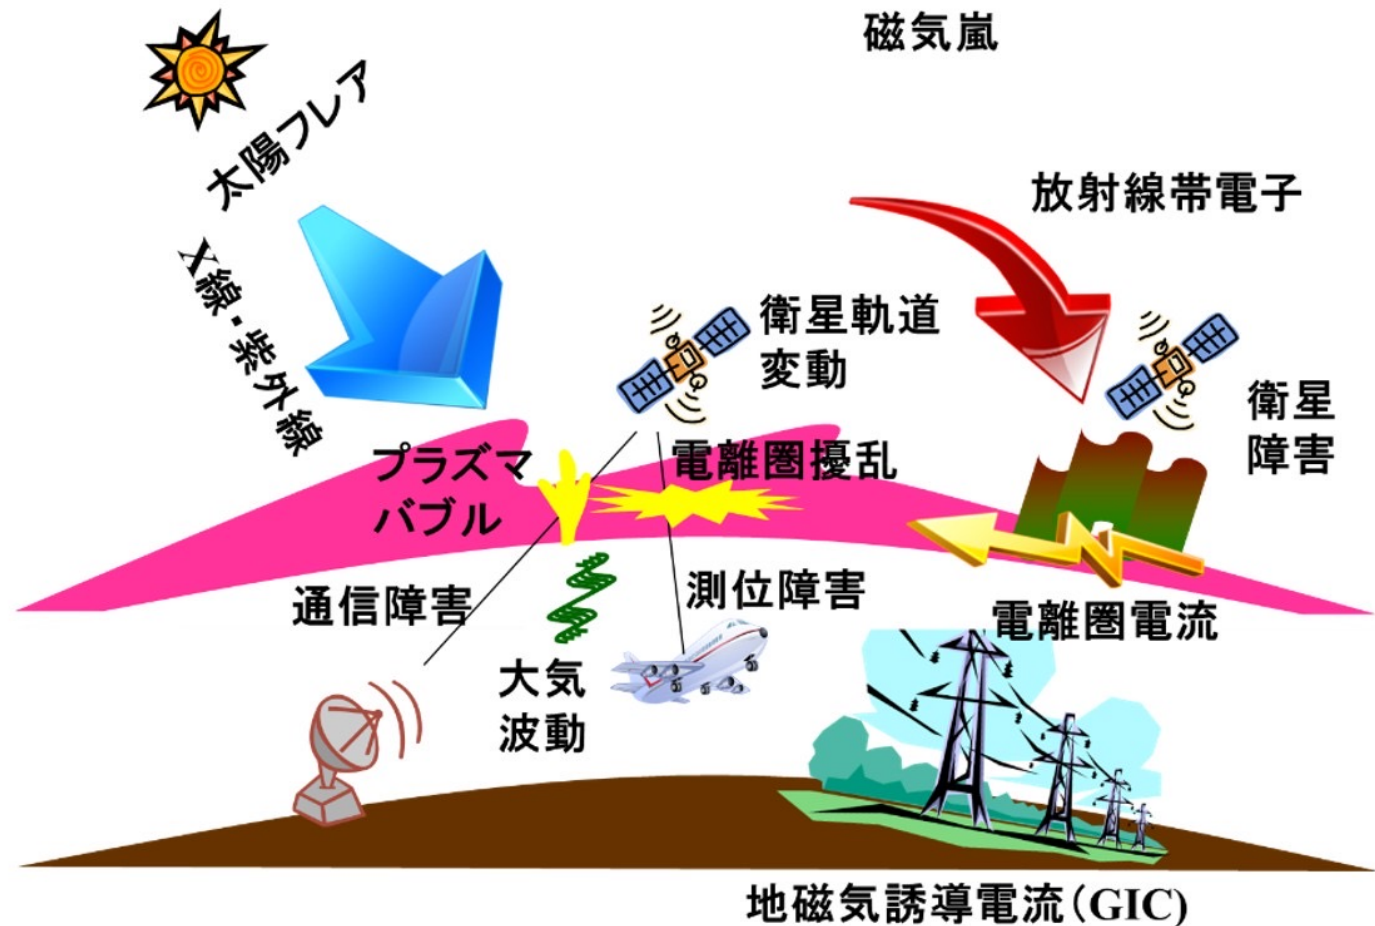 磁気嵐
太陽フレア
放射線帯電子
X線・紫外線
衛星軌道
変動
衛星
障害
プラズマ
バブル
電離圏擾乱
通信障害
測位障害
電離圏電流
大気
波動
地磁気誘導電流(GIC)